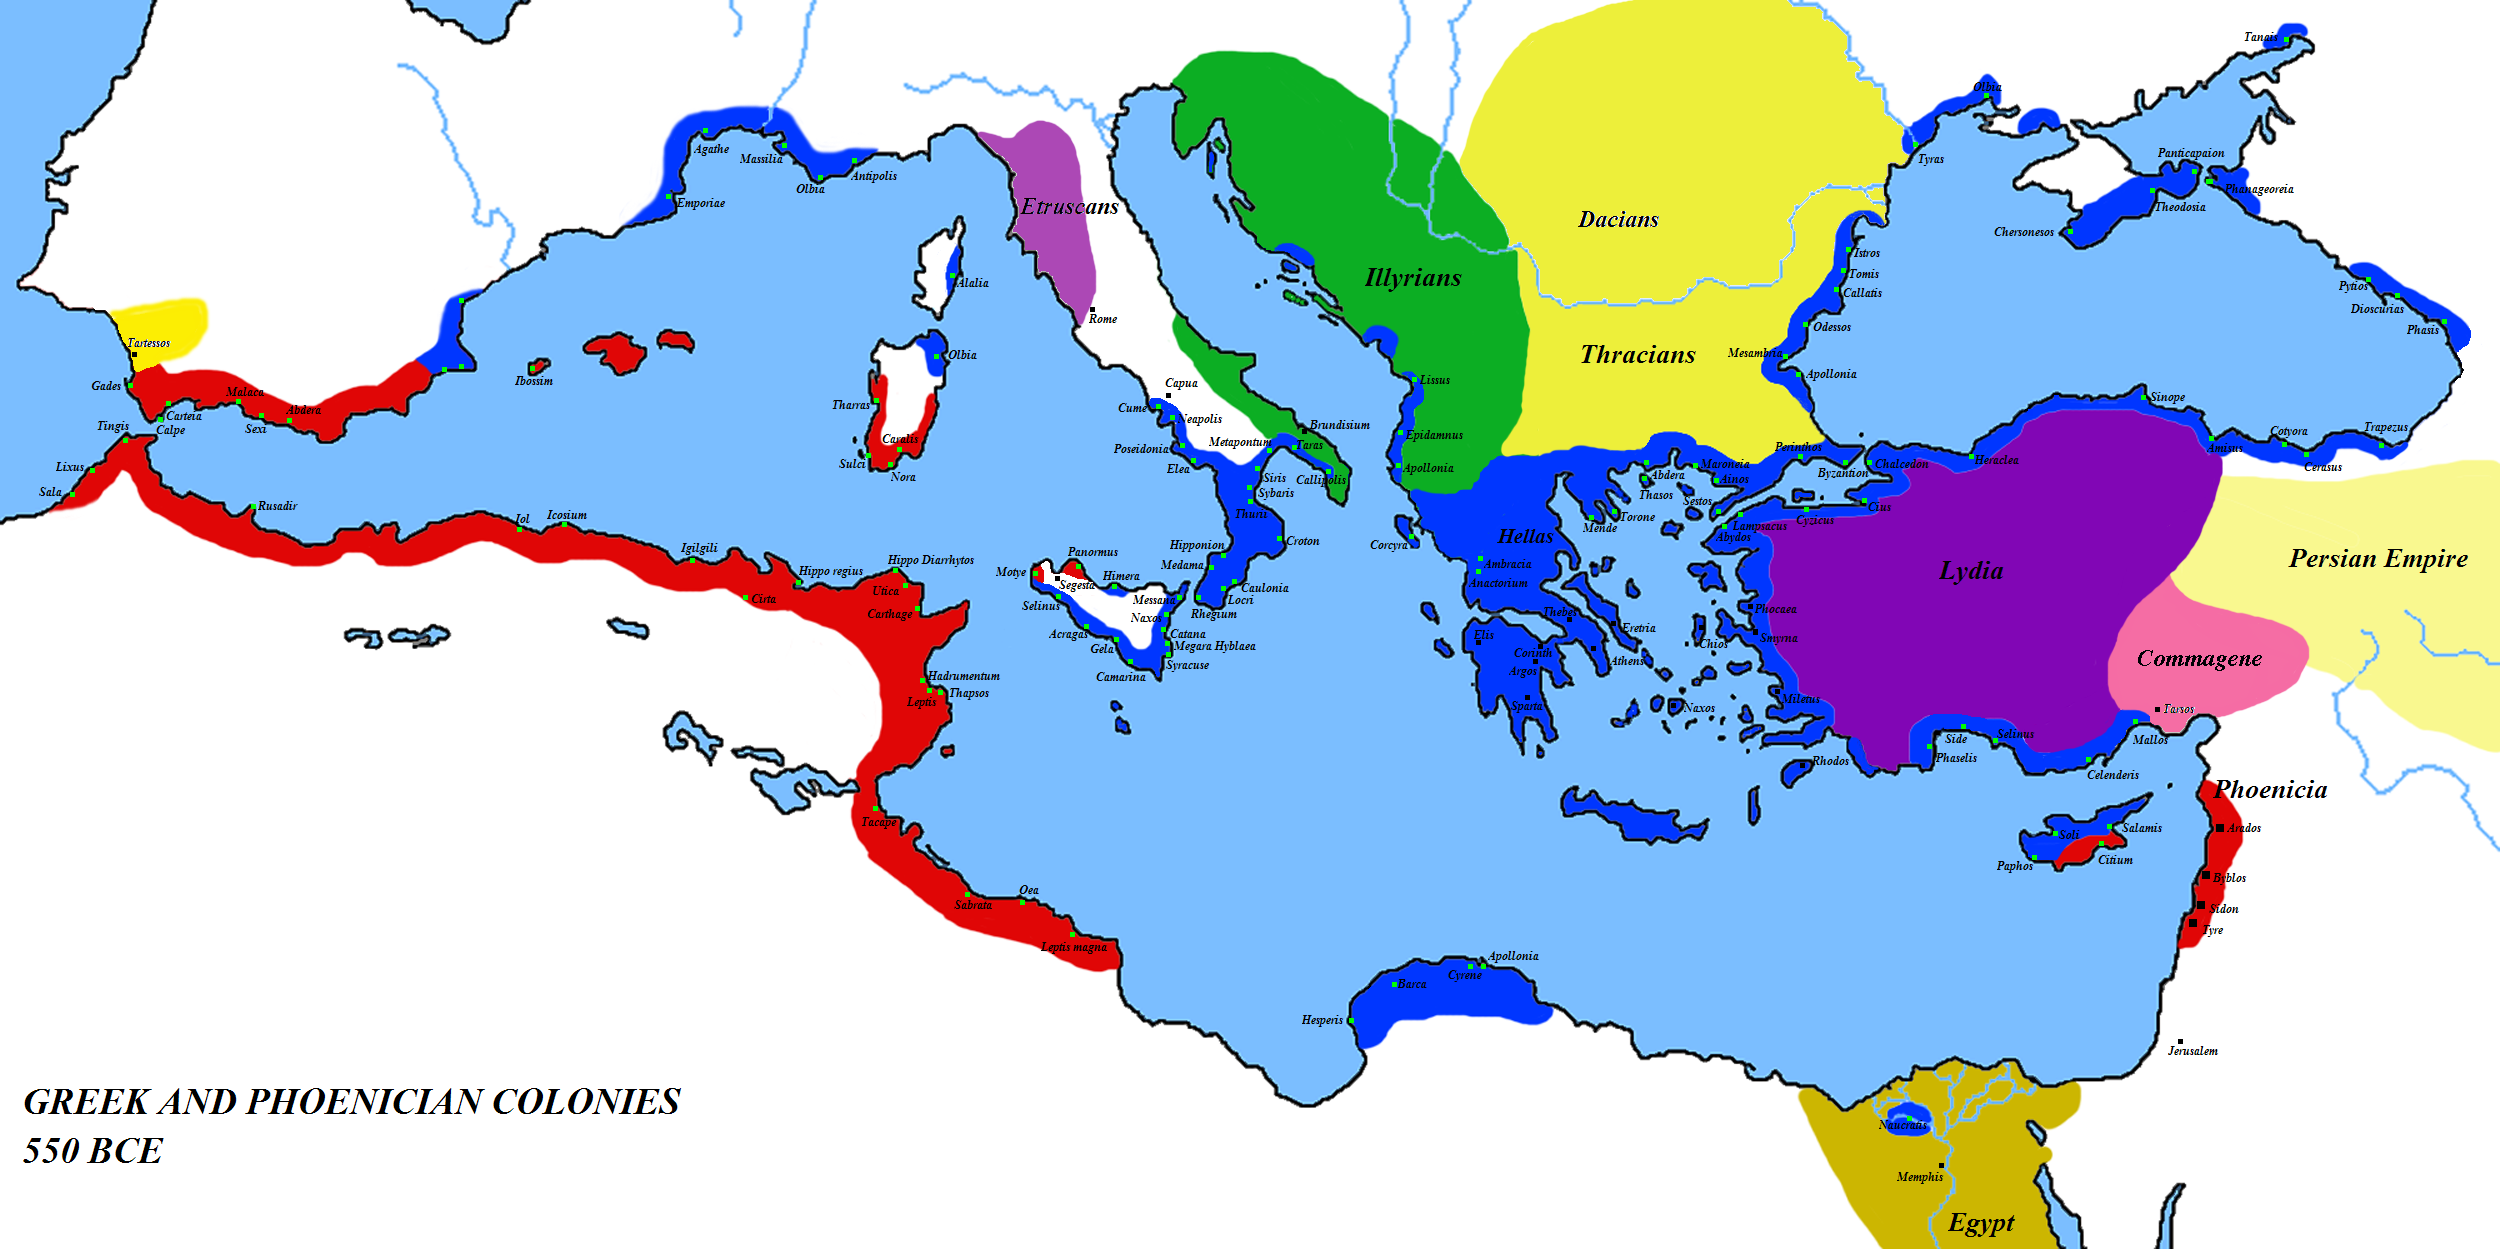 Tanais
Olbia
Tyras
Panticapaion
Phanageoreia
Theodosia
Chersonesos
Agathe
Massilia
Olbia
Antipolis
Emporiae
Etruscans
Dacians
Illyrians
Istros
Tomis
Callatis
Odessos
Mesambria
Apollonia
Pytios
Dioscurias
Phasis
Alalia
Rome
Tartessos
Gades
Malaca
Abdera
Carteia
Calpe
Sexi
Tingis
Lixus
Sala
Rusadir
Ibossim
Olbia
Tharras
Caralis
Sulci
Nora
Capua
Cume
Neapolis
Poseidonia
Elea
Metapontum
Brundisium
Taras
Callipolis
Siris
Sybaris
Thurii
Croton
Hipponion
Medama
Caulonia
Locri
Rhegium
Lissus
Epidamnus
Apollonia
Thracians
Sinope
Amisus
Cotyora
Cerasus
Trapezus
Perinthos
Byzantion
Chalcedon
Heraclea
Maroneia
Ainos
Abdera
Thasos
Sestos
Lampsacus
Abydos
Cyzicus
Cius
Mende
Torone
Hellas
Corcyra
Ambracia
Anactorium
Thebes
Eretria
Elis
Corinth
Argos
Athens
Sparta
Phocaea
Smyrna
Chios
Miletus
Naxos
Rhodos
Lydia
Persian Empire
Commagene
Tarsos
Mallos
Side
Selinus
Phaselis
Celenderis
Iol
Icosium
Igilgili
Hippo regius
Hippo Diarrhytos
Utica
Cirta
Carthage
Hadrumentum
Leptis
Thapsos
Motye
Panormus
Segesta
Himera
Selinus
Messana
Naxos
Acragas
Catana
Gela
Megara Hyblaea
Syracuse
Camarina
Tacape
Sabrata
Oea
Leptis magna
Phoenicia
Arados
Byblos
Sidon
Tyre
Soli
Salamis
Paphos
Citium
Apollonia
Cyrene
Barca
Hesperis
Jerusalem
Naucratis
Memphis
Egypt
GREEK AND PHOENICIAN COLONIES
550 BCE